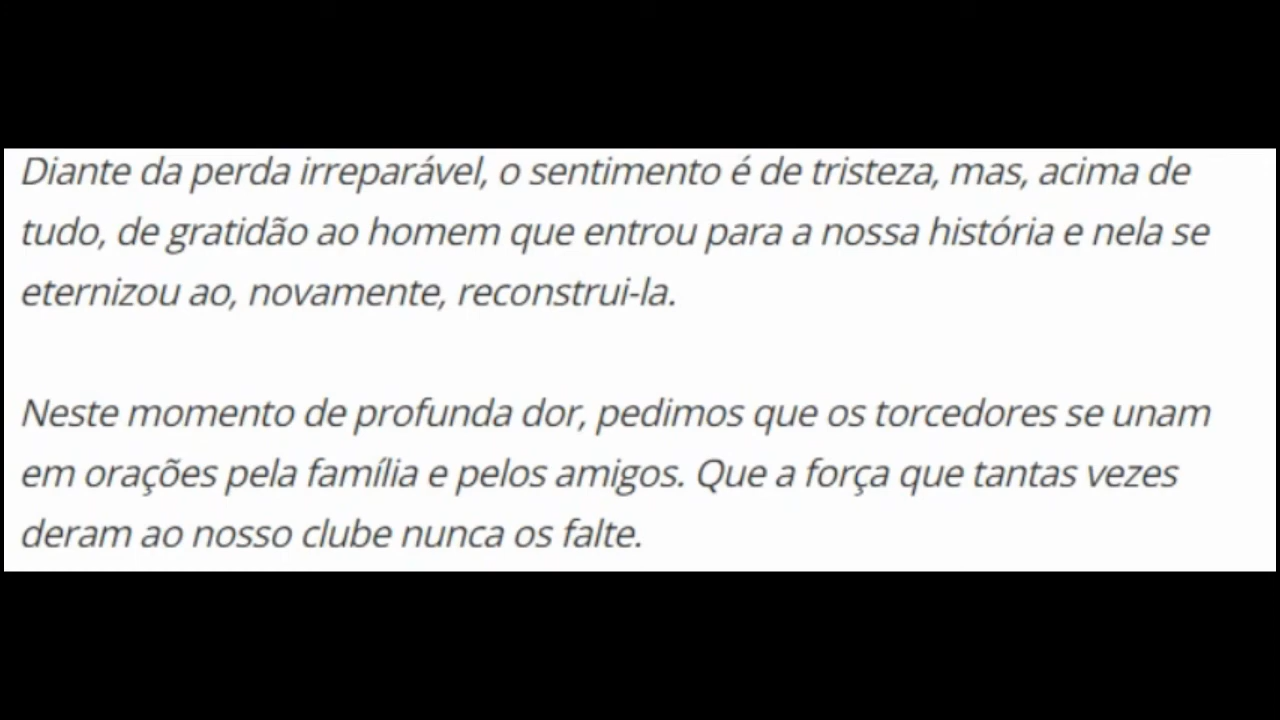 Diante da perda irreparável, o sentimento é de tristeza, mas, acima de
tudo, de gratidão ao homem que entrou para a nossa história e nela se
eternizou ao, novamente, reconstrui-la.
Neste momento de profunda dor, pedimos que os torcedores se unam
em orações pela família e pelos amigos. Que a força que tantas vezes
deram ao nosso clube nunca os falte.